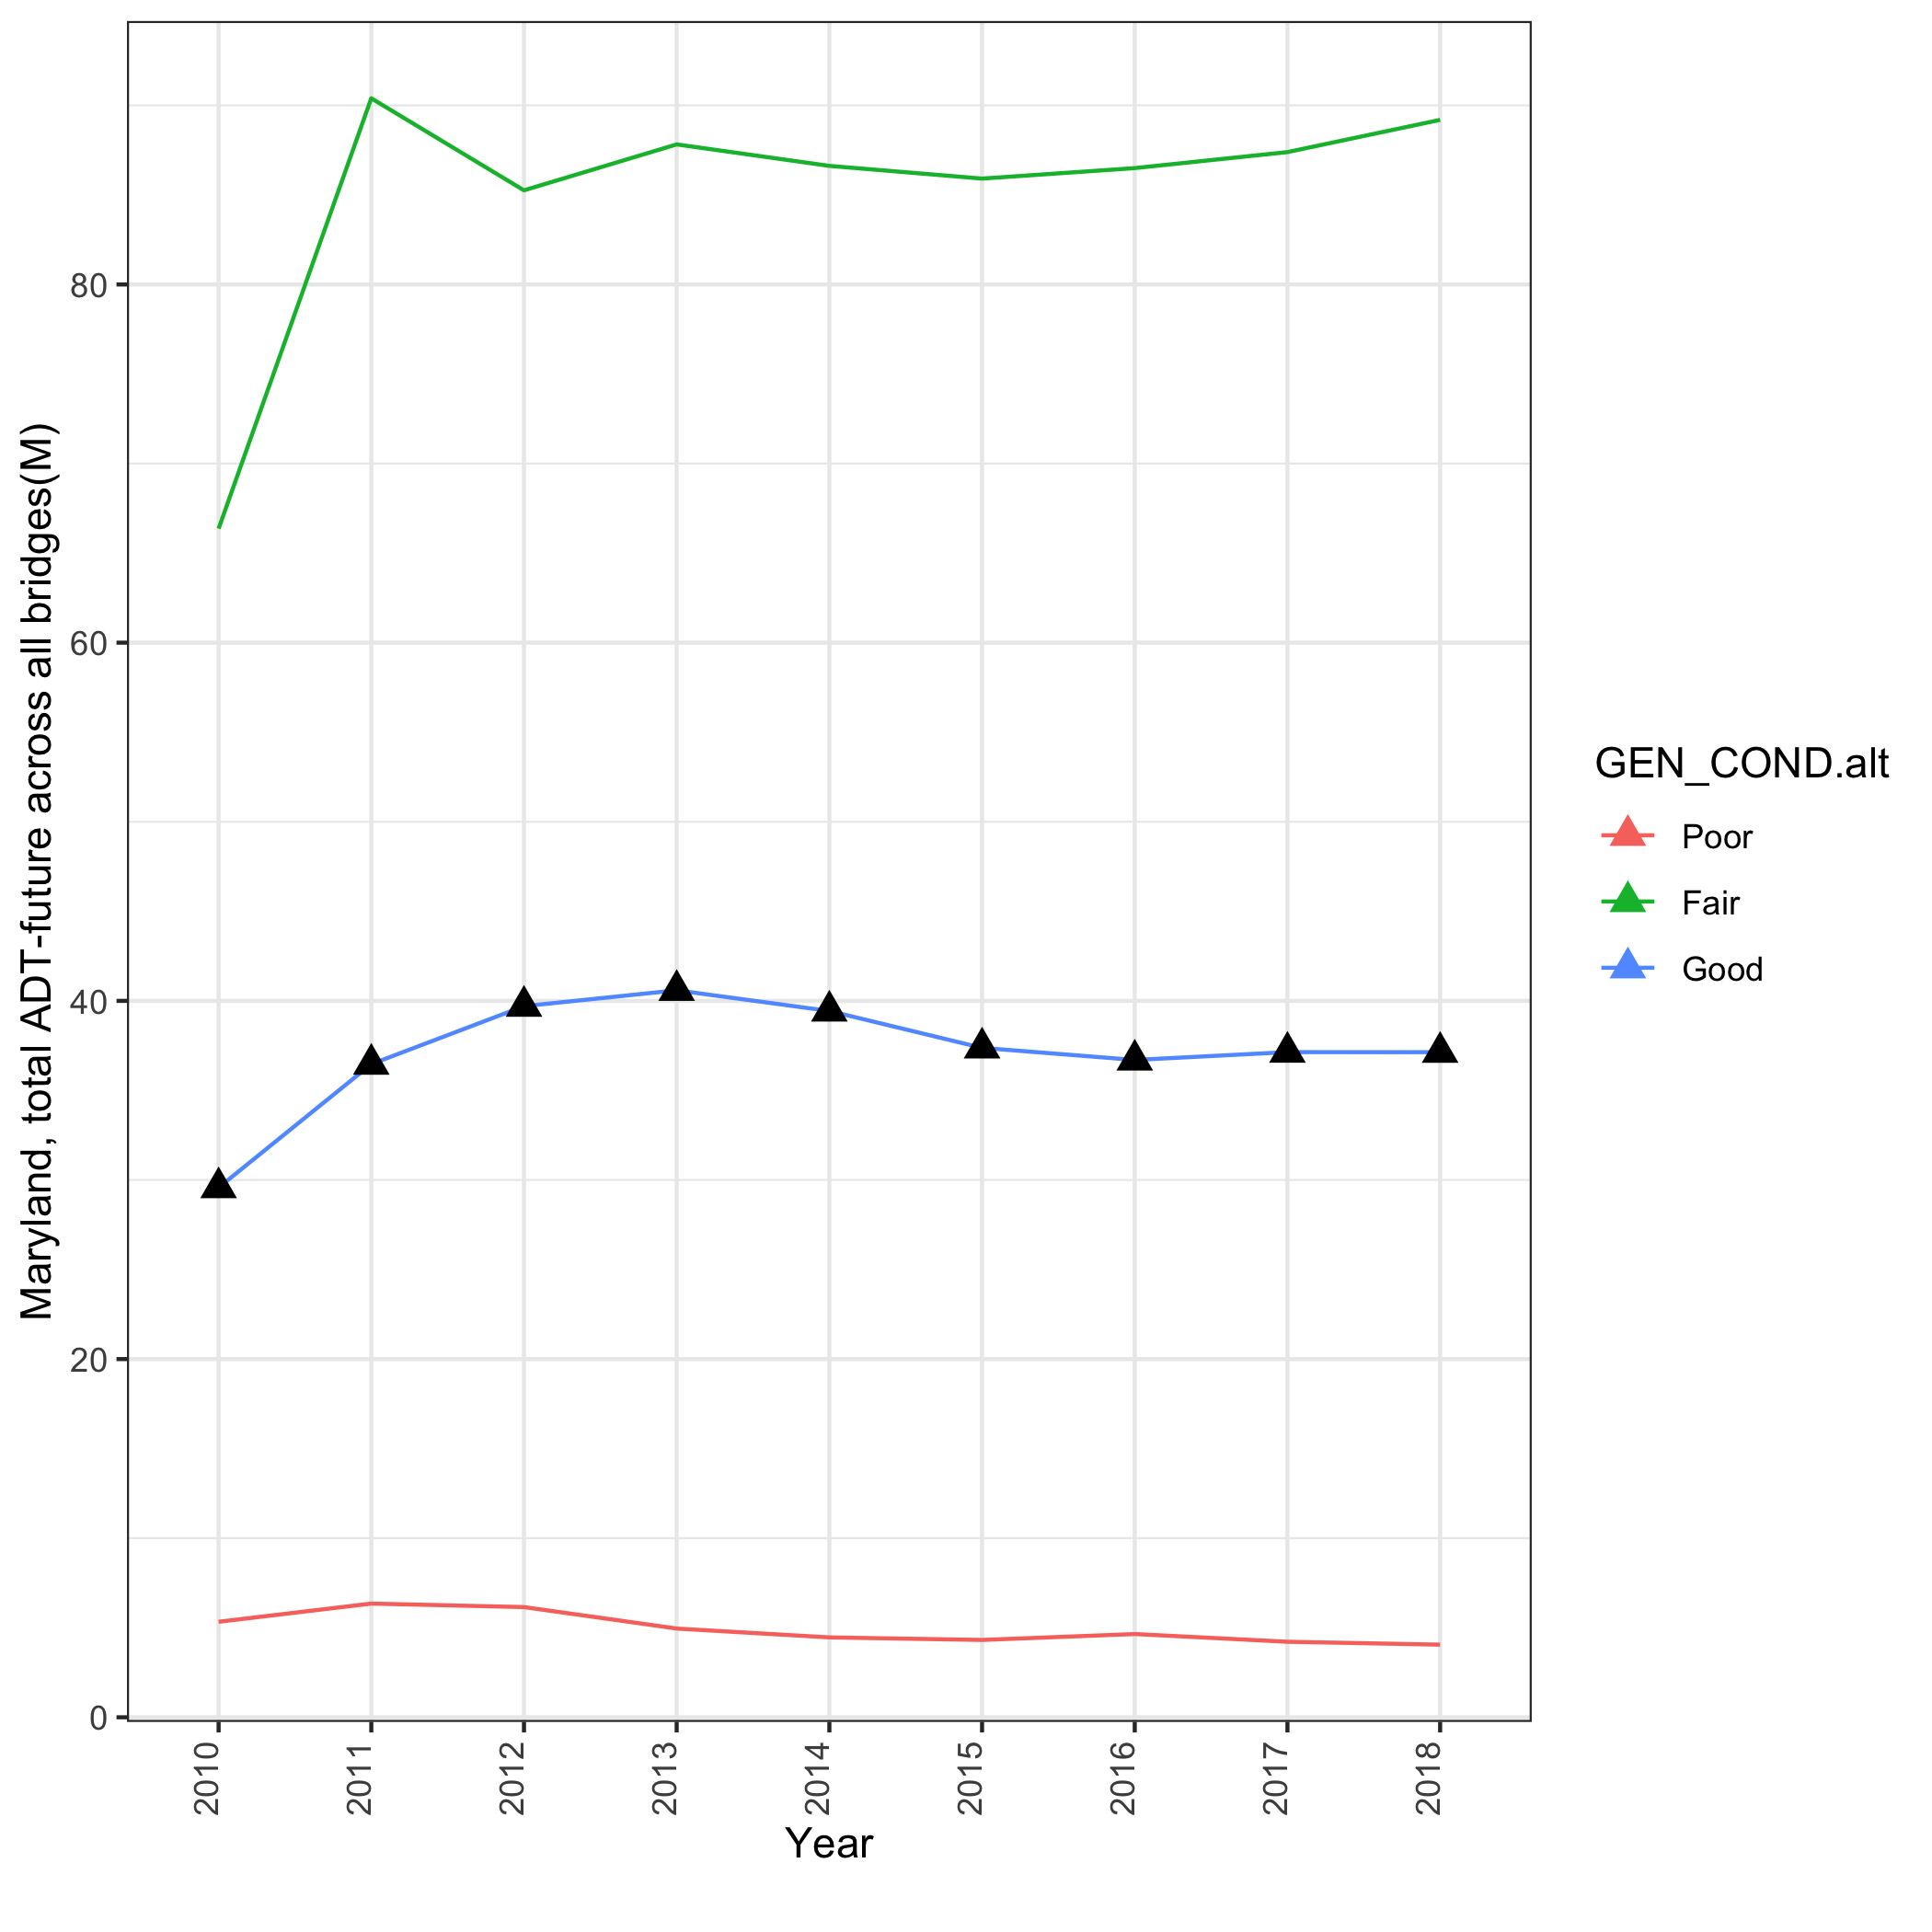 Maryland, total ADT-future across all bridges(M)
80
60
40
20
0
2010
2011
2012
2013
2014
2015
2016
2017
2018
Year
GEN_COND.alt
Poor
Fair
Good